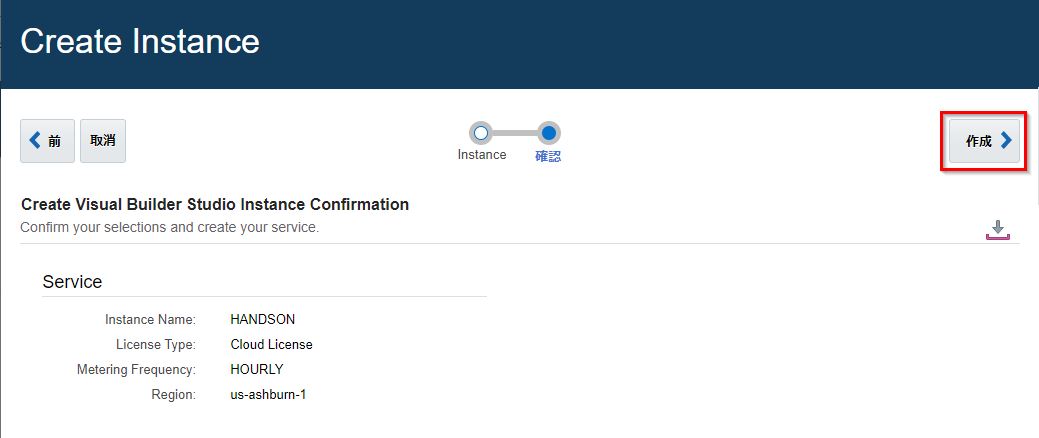 Create Instance
前
取消
Instance
確認
作成
Create Visual Builder Studio Instance Confirmation
Confirm your selections and create your service.
Service
Instance Name: HANDSON
License Type: Cloud License
Metering Frequency: HOURLY
Region: us-ashburn-1